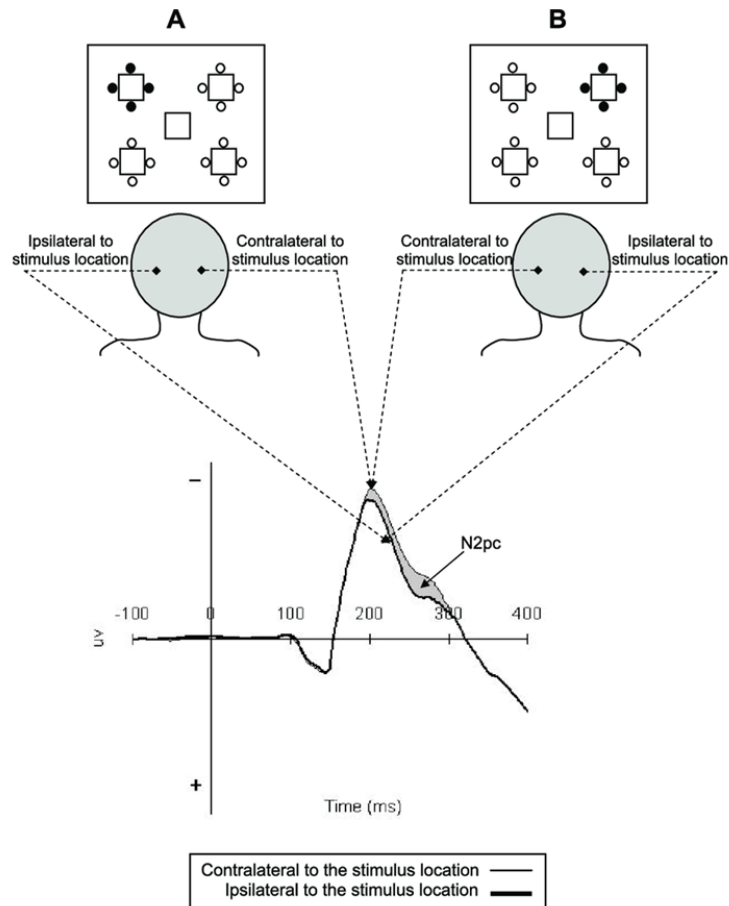 A
B
Ipsilateral to
stimulus location
Contralateral to
stimulus location
Contralateral to
stimulus location
Ipsilateral to
stimulus location
−
N2pc
-100 0 100 200 300 400
uv
+
Time (ms)
Contralateral to the stimulus location
Ipsilateral to the stimulus location